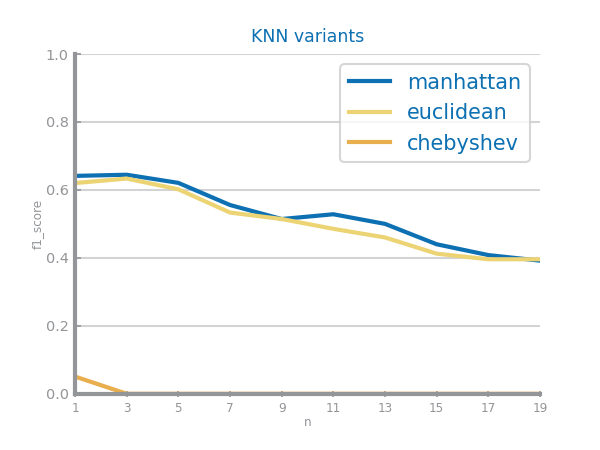 KNN variants
1.0
0.8
0.6
0.4
0.2
0.0
f1_score
manhattan
euclidean
chebyshev
1 3 5 7 9 11 13 15 17 19
n